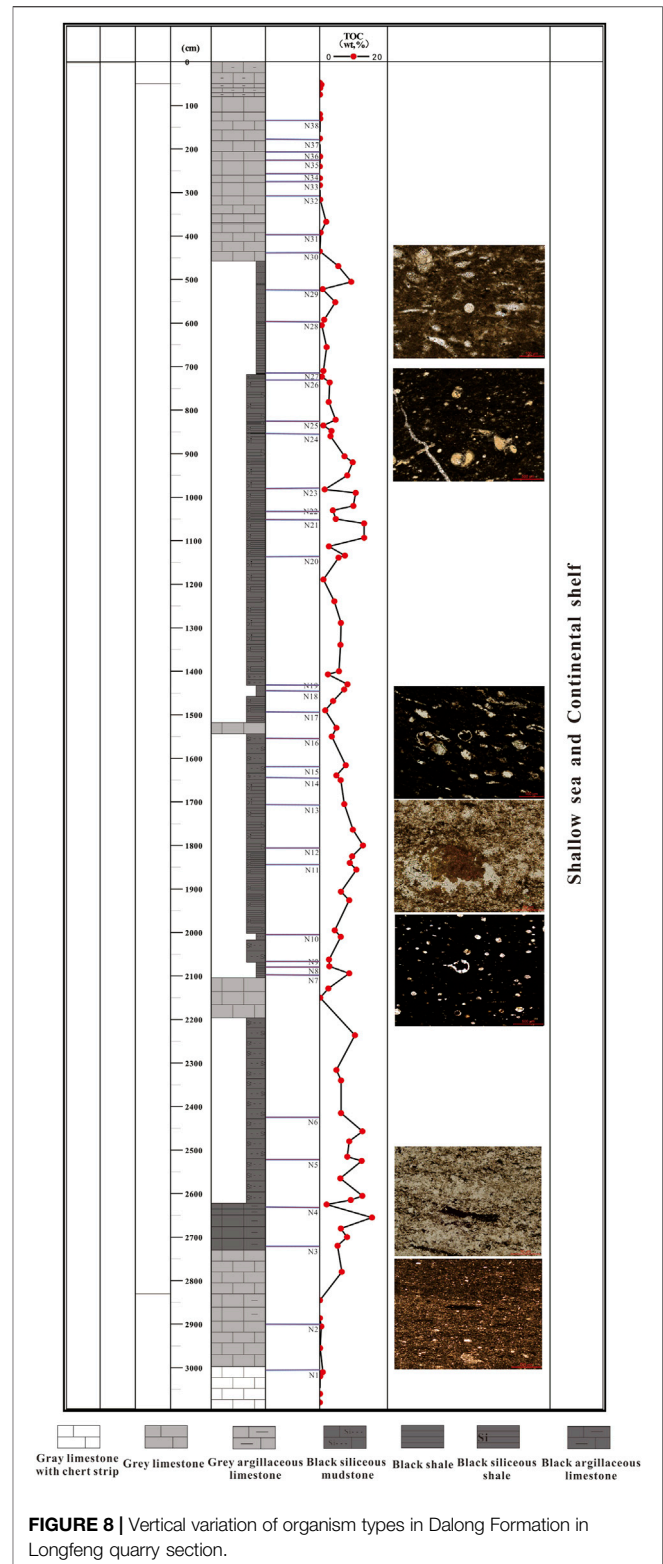 (cm)
TOC
(wt,%)
0 20
0
100
N38
N37
200
N36
N35
N34
N33
300
N32
N31
400
N30
500
N29
600
N28
700
N27
N26
800
N25
N24
900
N23
1000
N22
N21
1100
N20
1200
1300
1400
N19
N18
1500
N17
N16
1600
N15
N14
1700
N13
1800
N12
N11
1900
2000
N10
N9
N8
2100
N7
2200
2300
2400
N6
2500
N5
2600
N4
2700
N3
2800
2900
N2
3000
N1
Shallow sea and Continental shelf
Si
Gray limestone with chert strip
Grey limestone
Grey argillaceous limestone
Black siliceous mudstone
Black shale
Black siliceous shale
Black argillaceous limestone
FIGURE 8 | Vertical variation of organism types in Dalong Formation in
Longfeng quarry section.